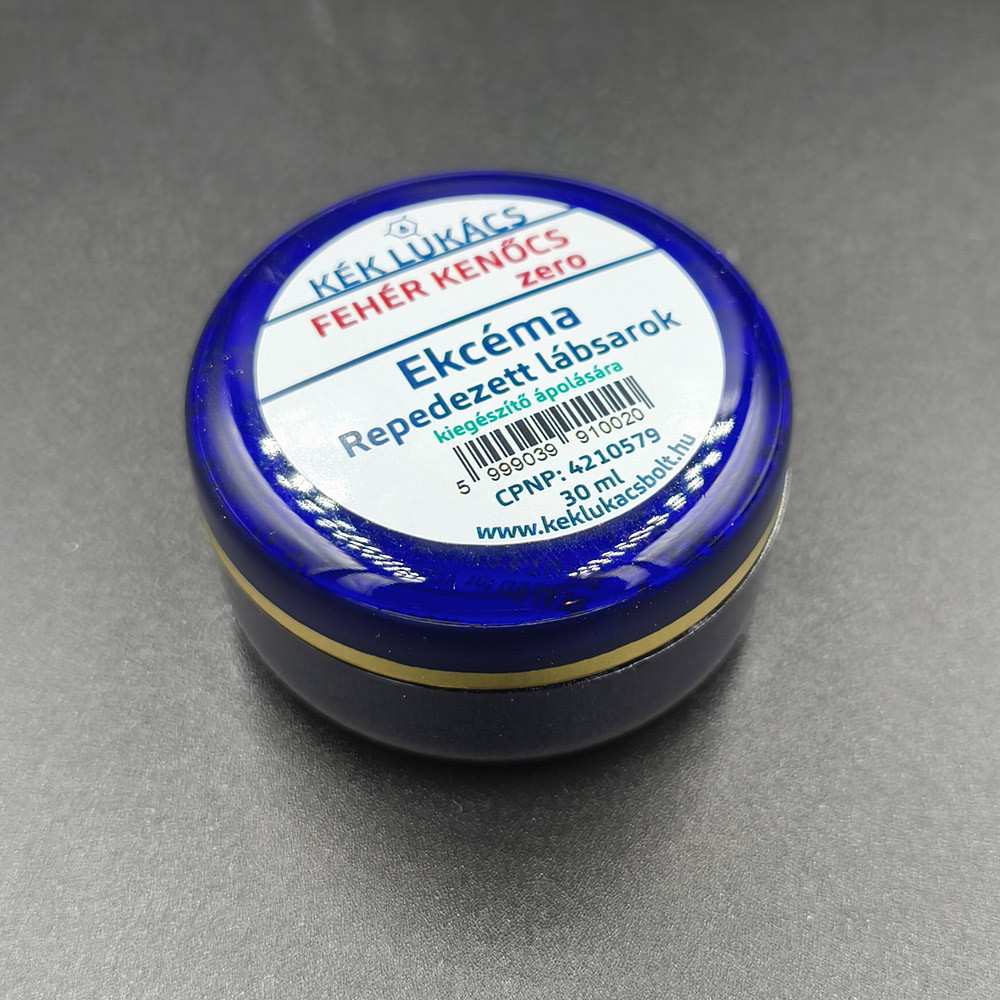 KÉK LUKÁCS
FEHÉR KENŐCS
zero
Ekcéma
Repedezett lábsarok
kiegészítő ápolására
5 999039 910020
CPNP: 4210579
30 ml
www.keklukacsbolt.hu